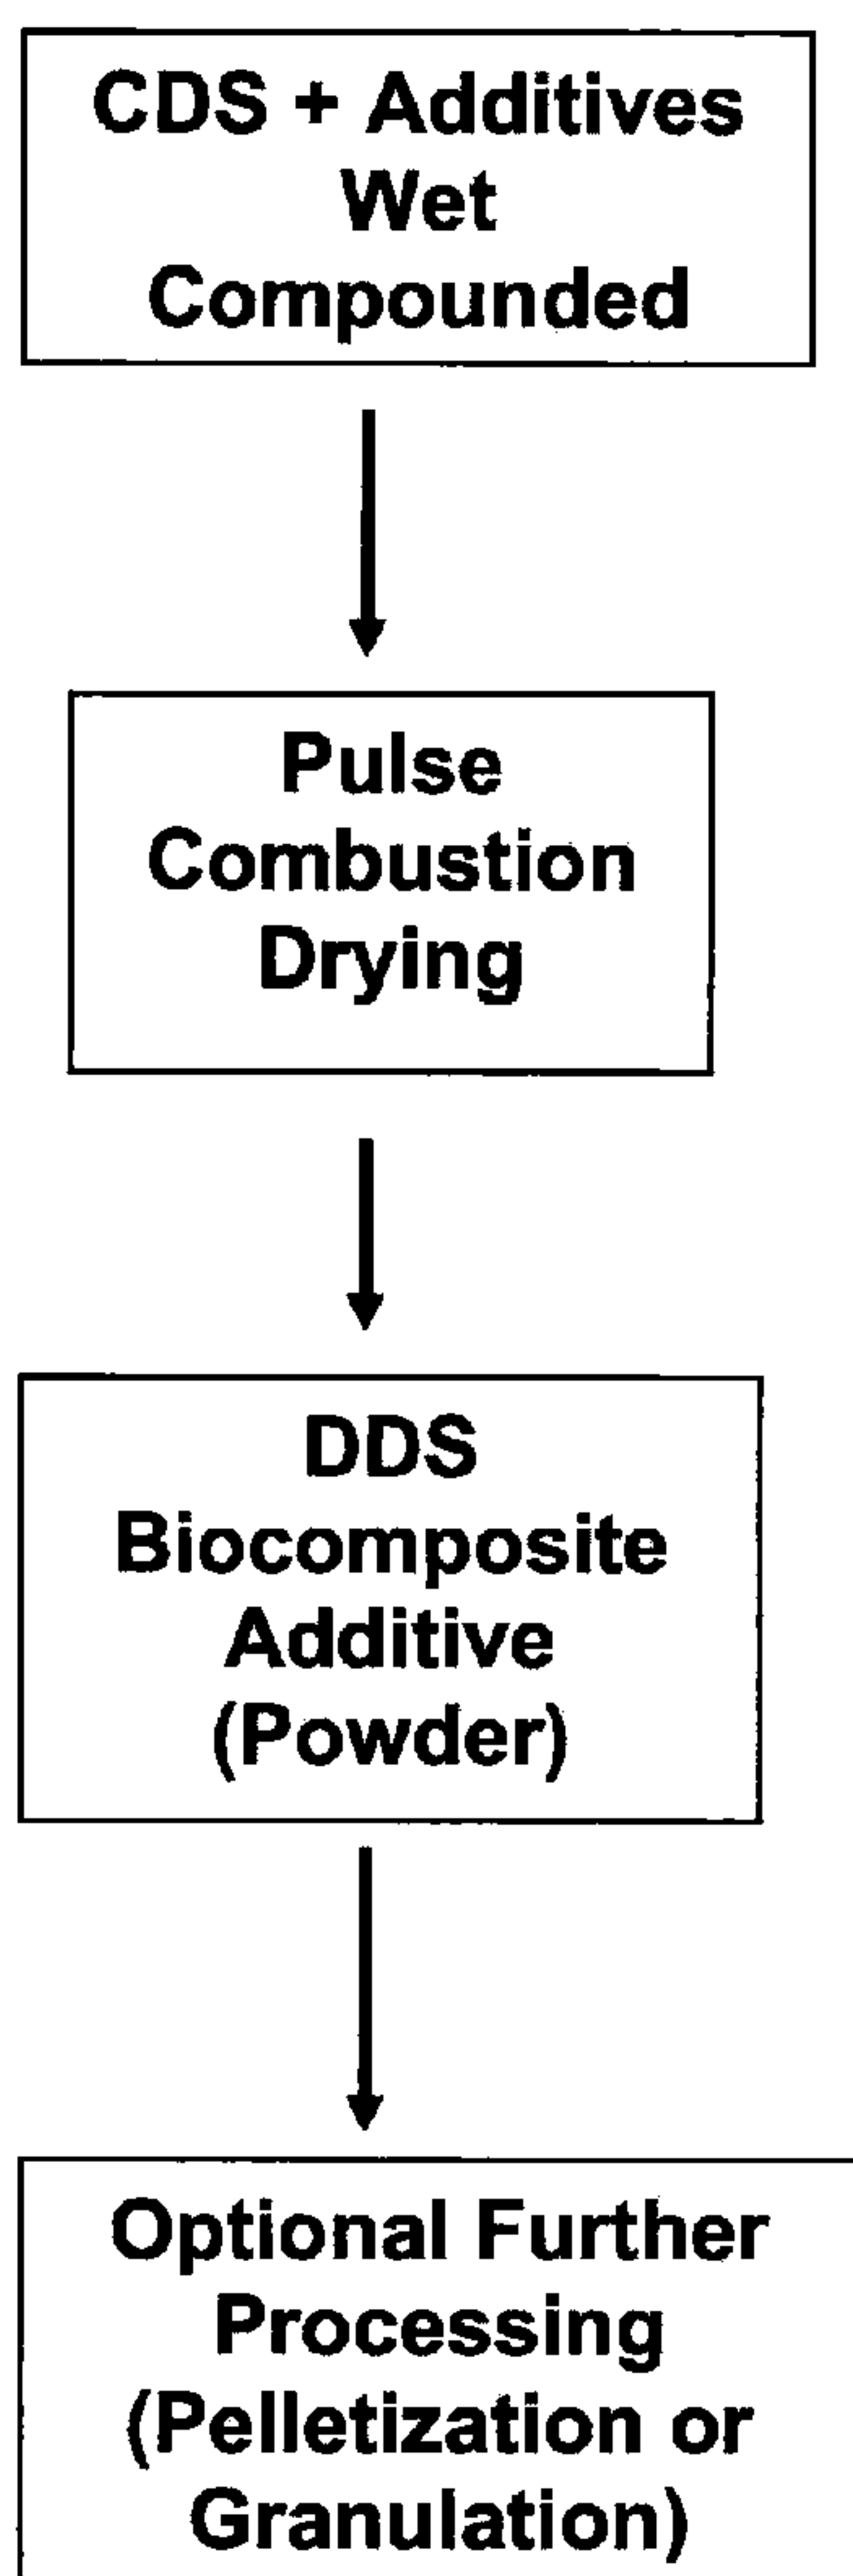 CDS + Additives
Wet
Compounded
Pulse
Combustion
Drying
DDS
Biocomposite
Additive
(Powder)
Optional Further
Processing
(Pelletization or
Granulation)